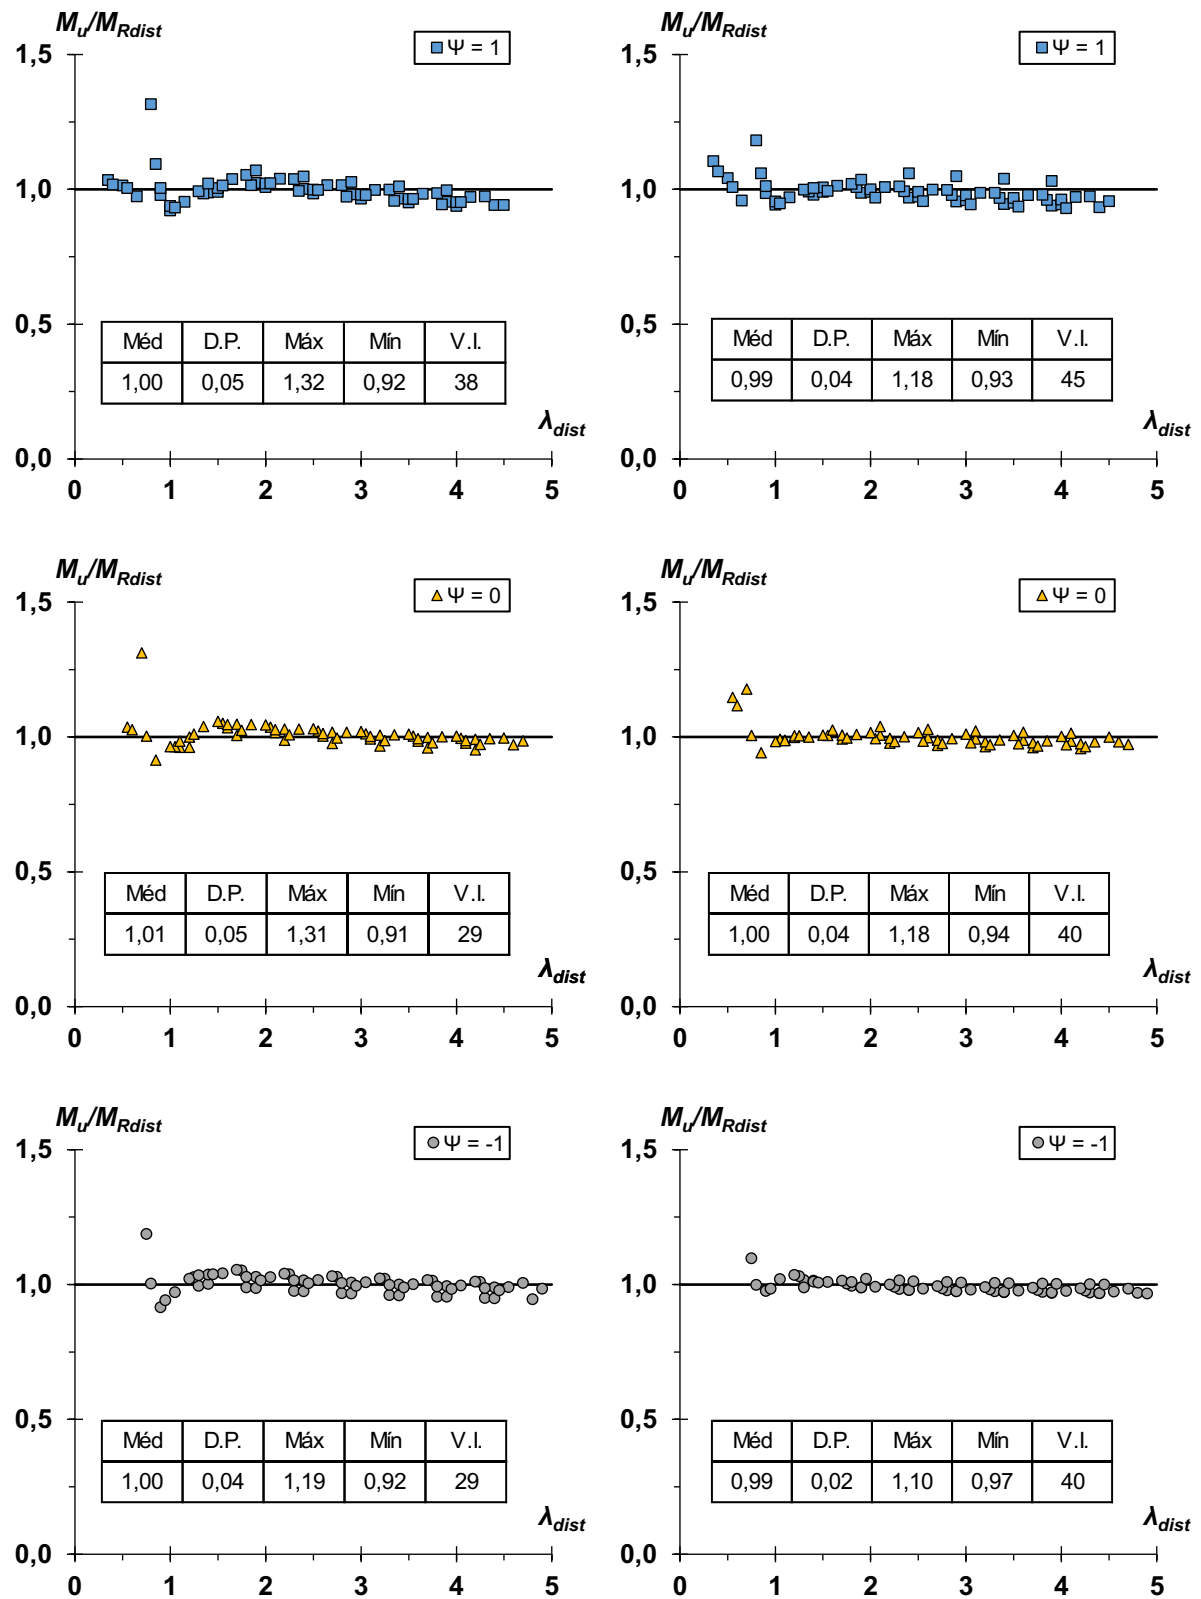 Mu/MRdist
Ψ = 1
1,5
1,0
0,5
Méd D.P. Máx Mín V.I.
1,00 0,05 1,32 0,92 38
λdist
0,0
0 1 2 3 4 5
Mu/MRdist
Ψ = 1
1,5
1,0
0,5
Méd D.P. Máx Mín V.I.
0,99 0,04 1,18 0,93 45
λdist
0,0
0 1 2 3 4 5
Mu/MRdist
Ψ = 0
1,5
1,0
0,5
Méd D.P. Máx Mín V.I.
1,01 0,05 1,31 0,91 29
λdist
0,0
0 1 2 3 4 5
Mu/MRdist
Ψ = 0
1,5
1,0
0,5
Méd D.P. Máx Mín V.I.
1,00 0,04 1,18 0,94 40
λdist
0,0
0 1 2 3 4 5
Mu/MRdist
Ψ = -1
1,5
1,0
0,5
Méd D.P. Máx Mín V.I.
1,00 0,04 1,19 0,92 29
λdist
0,0
0 1 2 3 4 5
Mu/MRdist
Ψ = -1
1,5
1,0
0,5
Méd D.P. Máx Mín V.I.
0,99 0,02 1,10 0,97 40
λdist
0,0
0 1 2 3 4 5